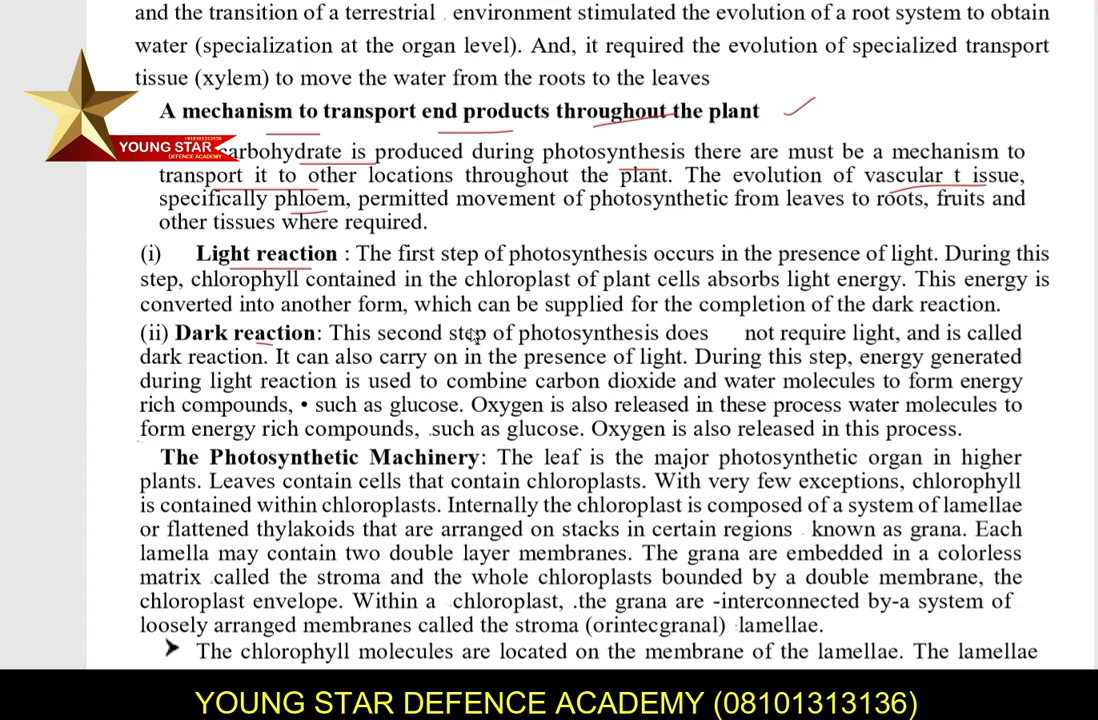 and the transition of a terrestrial environment stimulated the evolution of a root system to obtain
water (specialization at the organ level). And, it required the evolution of specialized transport
tissue (xylem) to move the water from the roots to the leaves
A mechanism to transport end products throughout the plant
+918101313136
YOUNG STAR
DEFENCE ACADEMY
carbohydrate is produced during photosynthesis there are must be a mechanism to
transport it to other locations throughout the plant. The evolution of vascular t issue,
specifically phloem, permitted movement of photosynthetic from leaves to roots, fruits and
other tissues where required.
(i) Light reaction : The first step of photosynthesis occurs in the presence of light. During this
step, chlorophyll contained in the chloroplast of plant cells absorbs light energy. This energy is
converted into another form, which can be supplied for the completion of the dark reaction.
(ii) Dark reaction: This second step of photosynthesis does not require light, and is called
dark reaction. It can also carry on in the presence of light. During this step, energy generated
during light reaction is used to combine carbon dioxide and water molecules to form energy
rich compounds, • such as glucose. Oxygen is also released in these process water molecules to
form energy rich compounds, .such as glucose. Oxygen is also released in this process.
The Photosynthetic Machinery: The leaf is the major photosynthetic organ in higher
plants. Leaves contain cells that contain chloroplasts. With very few exceptions, chlorophyll
is contained within chloroplasts. Internally the chloroplast is composed of a system of lamellae
or flattened thylakoids that are arranged on stacks in certain regions known as grana. Each
lamella may contain two double layer membranes. The grana are embedded in a colorless
matrix .called the stroma and the whole chloroplasts bounded by a double membrane, the
chloroplast envelope. Within a chloroplast, .the grana are -interconnected by-a system of
loosely arranged membranes called the stroma (orintecgranal) lamellae.
➤ The chlorophyll molecules are located on the membrane of the lamellae. The lamellae
YOUNG STAR DEFENCE ACADEMY (08101313136)